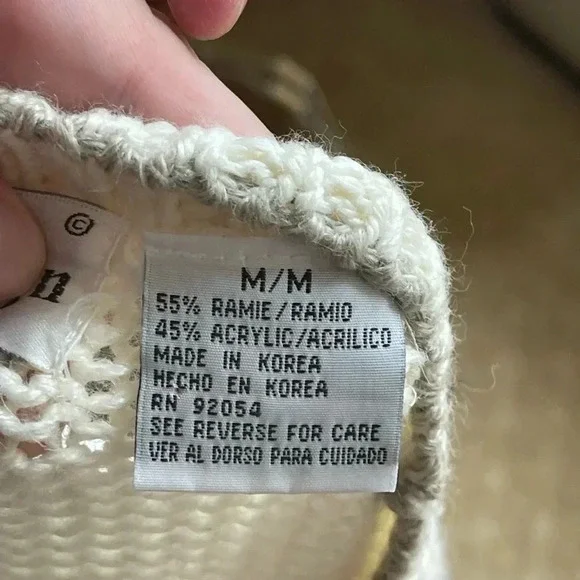 ©
n
M/M
55% RAMIE/RAMIO
45% ACRYLIC/ACRILICO
MADE IN KOREA
HECHO EN KOREA
RN 92054
SEE REVERSE FOR CARE
VER AL DORSO PARA CUIDADO